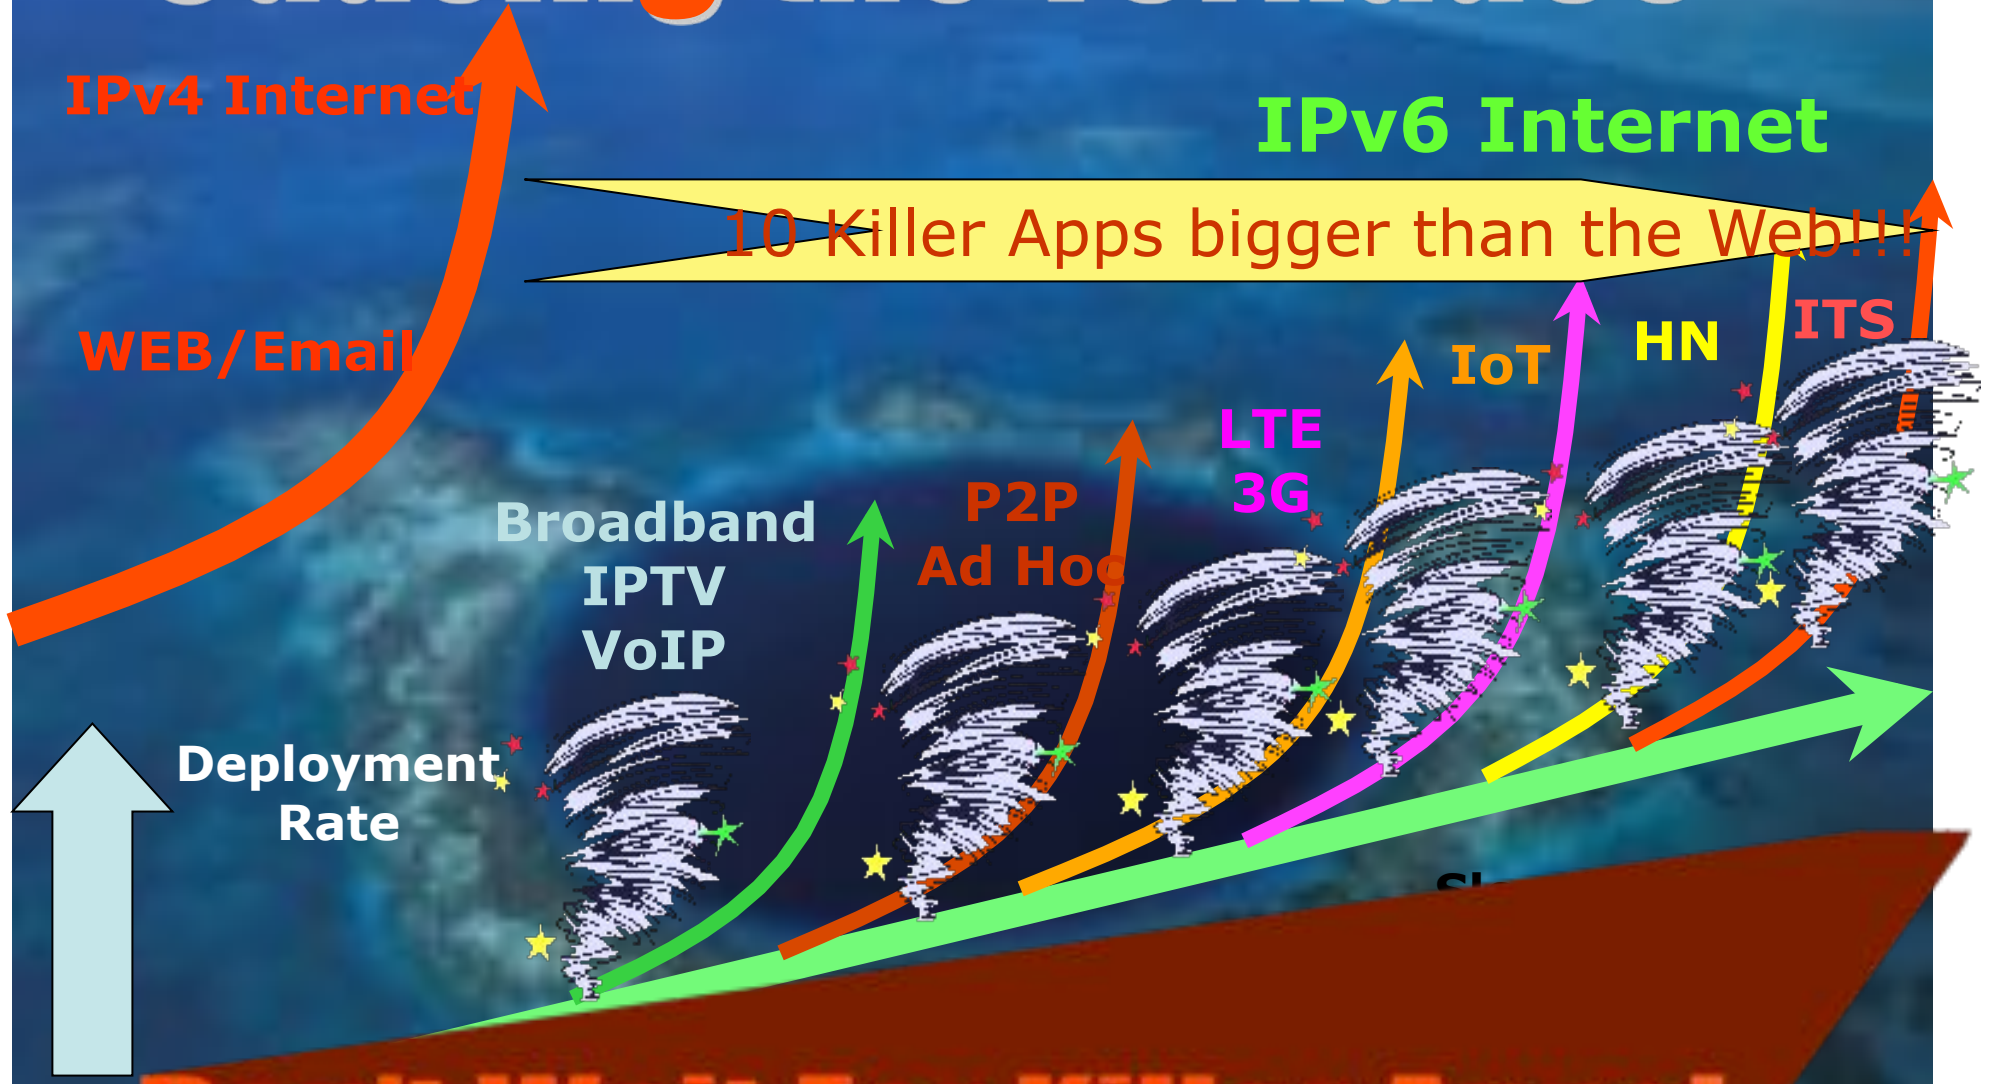 the
IPv4 Internet
IPv6 Internet
10 Killer Apps bigger than the Web!!!
WEB/Email
ITS
HN
IoT
LTE
3G
P2P
Ad Hoc
Broadband
IPTV
VoIP
Deployment
Rate